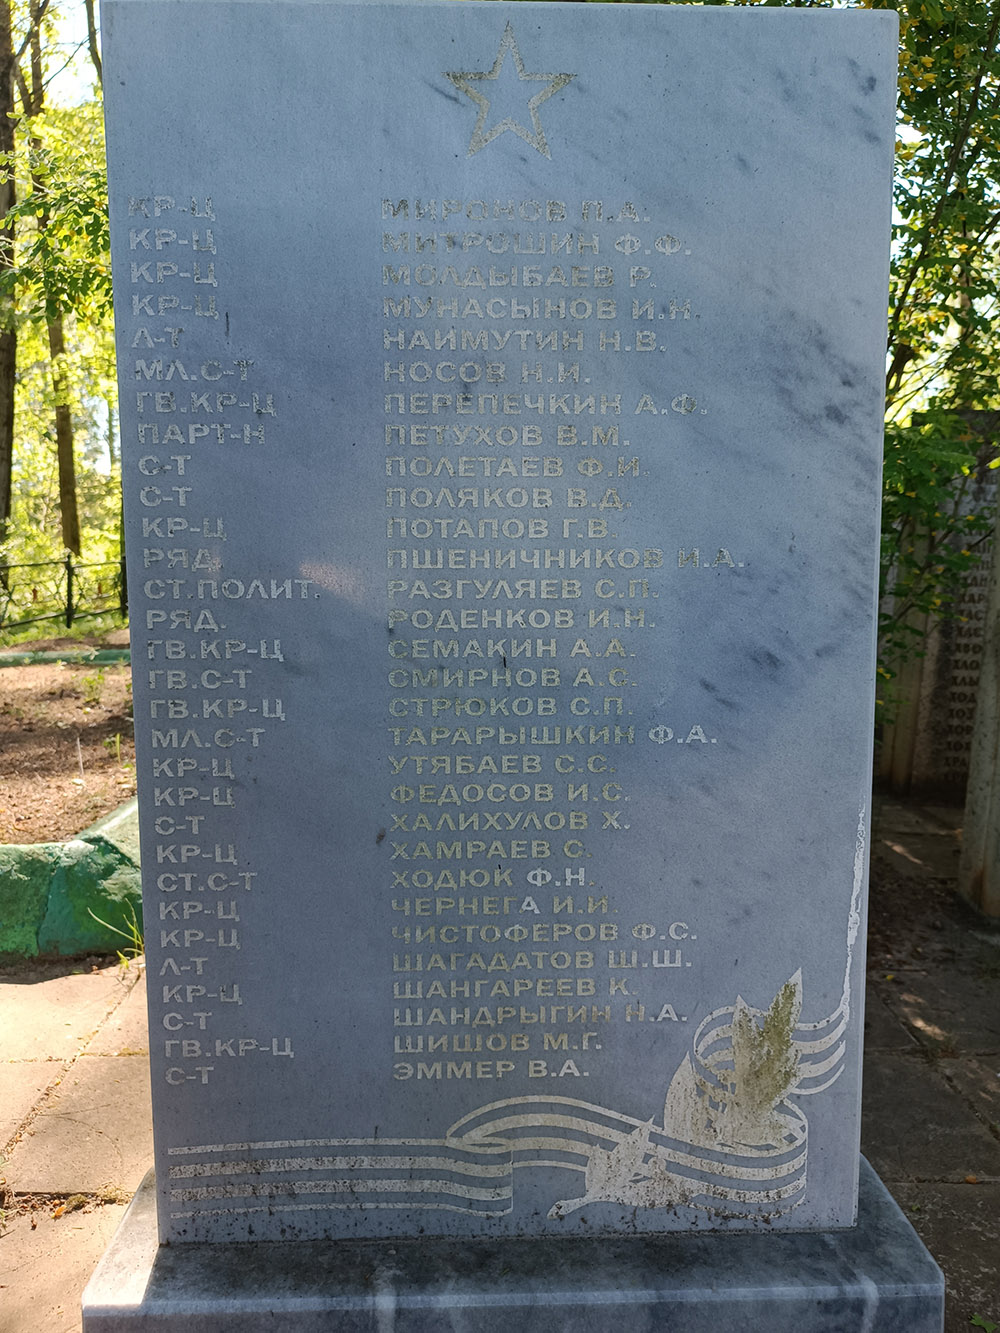 КР-Ц МИРОНОВ П.А.
КР-Ц МИТРОШИН Ф.Ф.
КР-Ц МОЛДЫБАЕВ Р.
КР-Ц МУНАСЫНОВ И.Н.
Л-Т НАИМУТИН Н.В.
МЛ.С-Т НОСОВ Н.И.
ГВ.КР-Ц ПЕРЕПЕЧКИН А.Ф.
ПАРТ-Н ПЕТУХОВ В.М.
С-Т ПОЛЕТАЕВ Ф.И.
С-Т ПОЛЯКОВ В.Д.
КР-Ц ПОТАПОВ Г.В.
РЯД. ПШЕНИЧНИКОВ И.А.
СТ.ПОЛИТ. РАЗГУЛЯЕВ С.П.
РЯД. РОДЕНКОВ И.Н.
ГВ.КР-Ц СЕМАКИН А.А.
ГВ.С-Т СМИРНОВ А.С.
ГВ.КР-Ц СТРЮКОВ С.П.
МЛ.С-Т ТАРАРЫШКИН Ф.А.
КР-Ц УТЯБАЕВ С.С.
КР-Ц ФЕДОСОВ И.С.
С-Т ХАЛИХУЛОВ Х.
КР-Ц ХАМРАЕВ С.
СТ.С-Т ХОДЮК Ф.Н.
КР-Ц ЧЕРНЕГА И.И.
КР-Ц ЧИСТОФЕРОВ Ф.С.
Л-Т ШАГАДАТОВ Ш.Ш.
КР-Ц ШАНГАРЕЕВ К.
С-Т ШАНДРЫГИН Н.А.
ГВ.КР-Ц ШИШОВ М.Г.
С-Т ЭММЕР В.А.